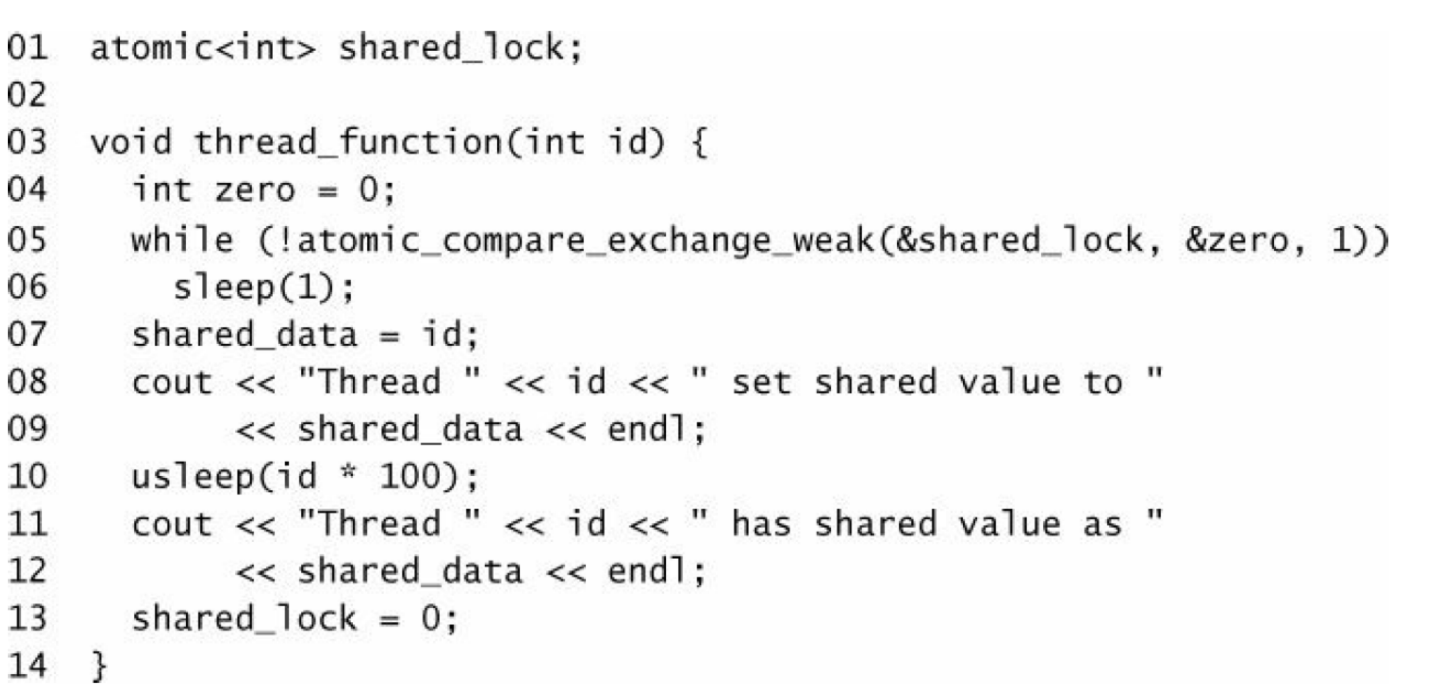 01 atomic<int> shared_lock;
02
03 void thread_function(int id) {
04   int zero = 0;
05   while (!atomic_compare_exchange_weak(&shared_lock, &zero, 1))
06     sleep(1);
07   shared_data = id;
08   cout << "Thread " << id << " set shared value to "
09        << shared_data << endl;
10   usleep(id * 100);
11   cout << "Thread " << id << " has shared value as "
12        << shared_data << endl;
13   shared_lock = 0;
14 }